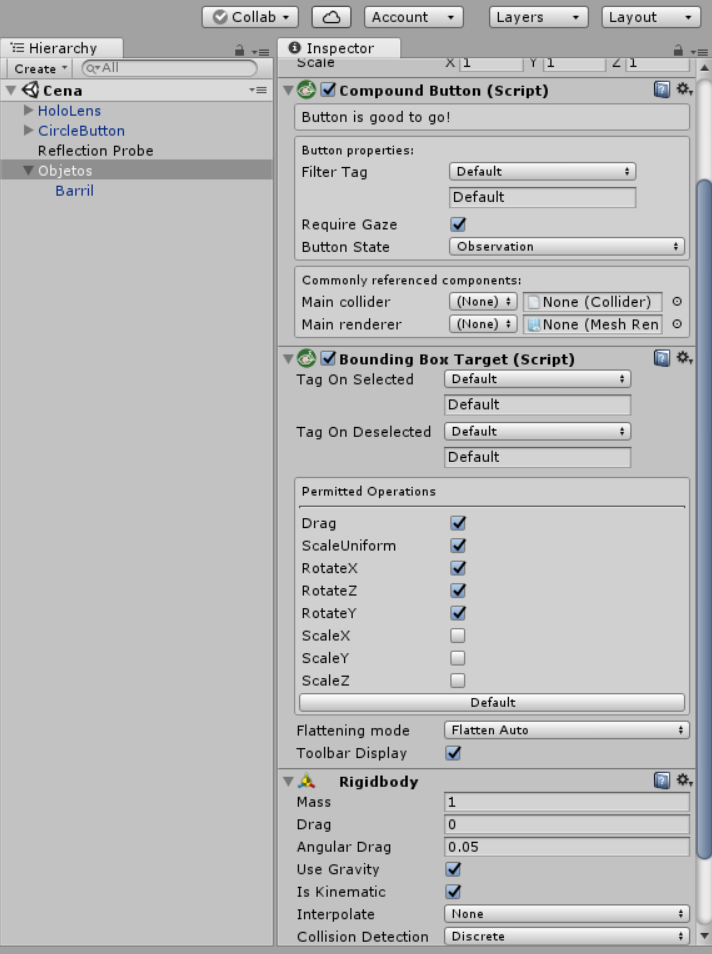 Collab
Account
Layers
Layout
Hierarchy
Create
All
Cena
HoloLens
CircleButton
Reflection Probe
Objetos
Barril
Inspector
Scale X 1 Y 1 Z 1
Compound Button (Script)
Button is good to go!
Button properties:
Filter Tag Default
Default
Require Gaze
Button State Observation
Commonly referenced components:
Main collider (None) None (Collider)
Main renderer (None) None (Mesh Ren
Bounding Box Target (Script)
Tag On Selected Default
Default
Tag On Deselected Default
Default
Permitted Operations
Drag
ScaleUniform
RotateX
RotateZ
RotateY
ScaleX
ScaleY
ScaleZ
Default
Flattening mode Flatten Auto
Toolbar Display
Rigidbody
Mass 1
Drag 0
Angular Drag 0.05
Use Gravity
Is Kinematic
Interpolate None
Collision Detection Discrete